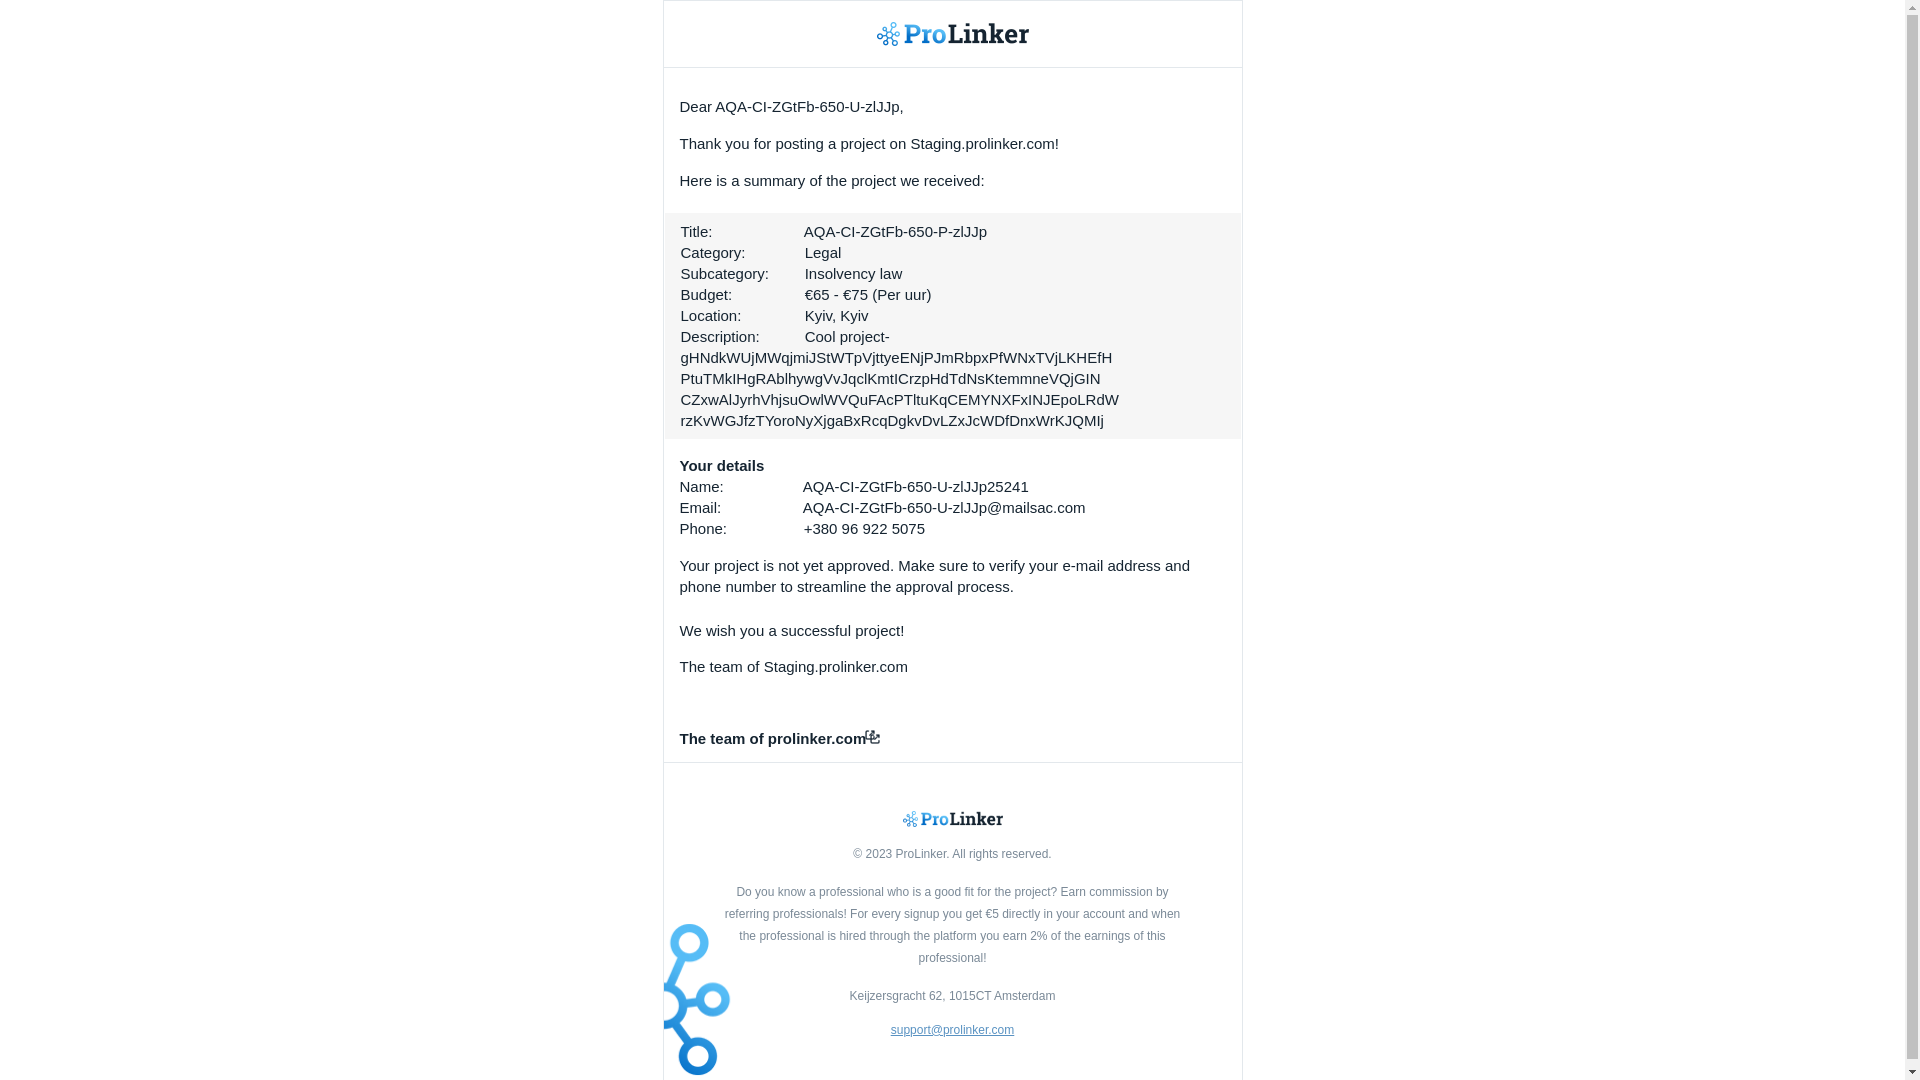 ProLinker
Dear AQA-CI-ZGtFb-650-U-zlJJp,
Thank you for posting a project on Staging.prolinker.com!
Here is a summary of the project we received:
Title: AQA-CI-ZGtFb-650-P-zlJJp
Category: Legal
Subcategory: Insolvency law
Budget: €65 - €75 (Per uur)
Location: Kyiv, Kyiv
Description: Cool project-
gHNdkWUjMWqjmiJStWTpVjttyeENjPJmRbpxPfWNxTVjLKHEfH
PtuTMkIHgRAblhywgVvJqclKmtICrzpHdTdNsKtemmneVQjGIN
CZxwAlJyrhVhjsuOwlWVQuFAcPTltuKqCEMYNXFxINJEpoLRdW
rzKvWGJfzTYoroNyXjgaBxRcqDgkvDvLZxJcWDfDnxWrKJQMIj
Your details
Name: AQA-CI-ZGtFb-650-U-zlJJp25241
Email: AQA-CI-ZGtFb-650-U-zlJJp@mailsac.com
Phone: +380 96 922 5075
Your project is not yet approved. Make sure to verify your e-mail address and
phone number to streamline the approval process.
We wish you a successful project!
The team of Staging.prolinker.com
The team of prolinker.com
ProLinker
© 2023 ProLinker. All rights reserved.
Do you know a professional who is a good fit for the project? Earn commission by
referring professionals! For every signup you get €5 directly in your account and when
the professional is hired through the platform you earn 2% of the earnings of this
professional!
Keijzersgracht 62, 1015CT Amsterdam
support@prolinker.com